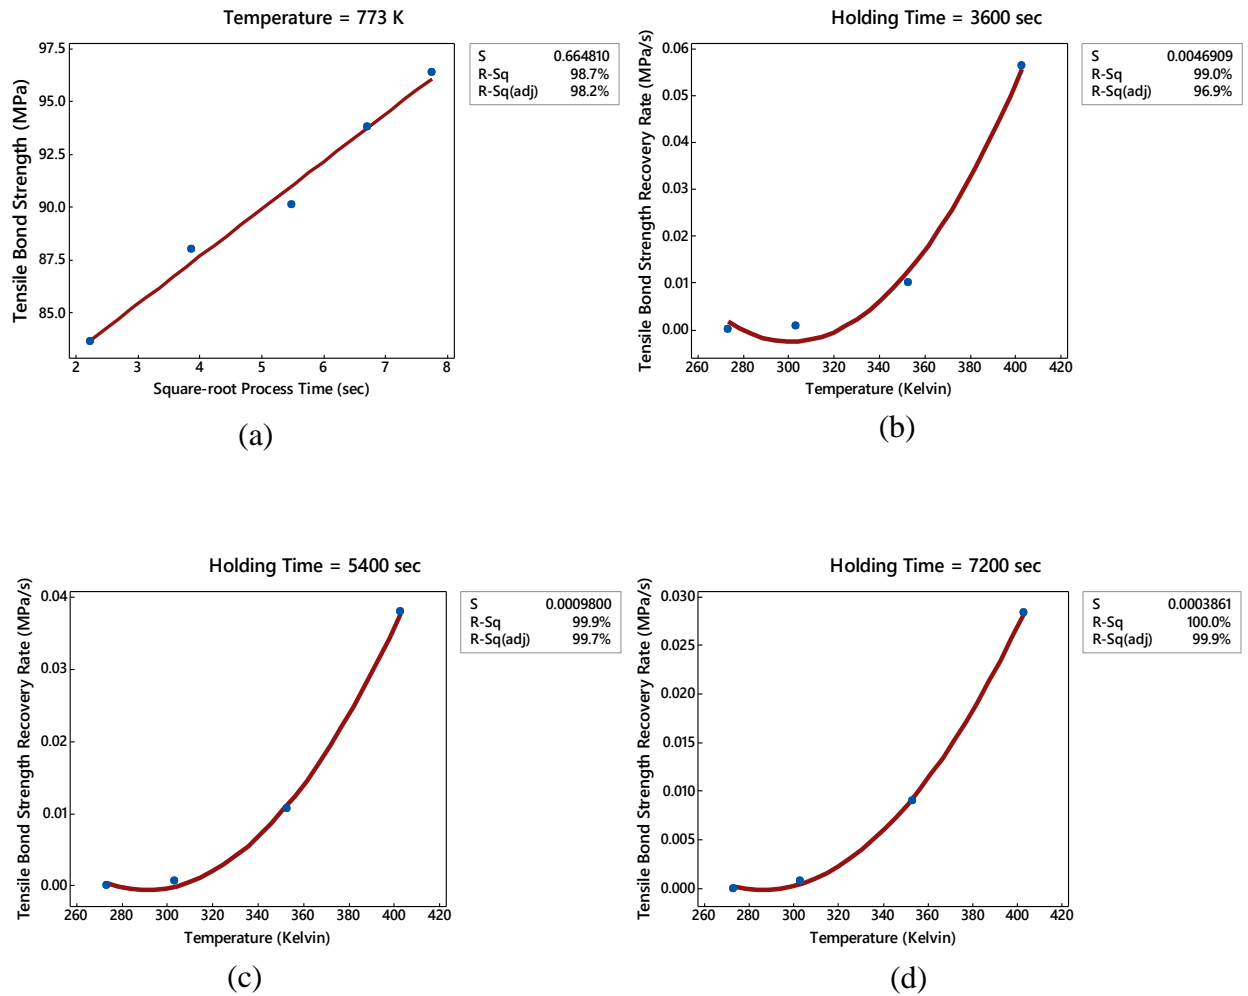 Temperature = 773 K
Tensile Bond Strength (MPa)
97.5
95.0
92.5
90.0
87.5
85.0
2 3 4 5 6 7 8
Square-root Process Time (sec)
S 0.664810
R-Sq 98.7%
R-Sq(adj) 98.2%
(a)
Holding Time = 3600 sec
Tensile Bond Strength Recovery Rate (MPa/s)
0.06
0.05
0.04
0.03
0.02
0.01
0.00
260 280 300 320 340 360 380 400 420
Temperature (Kelvin)
S 0.0046909
R-Sq 99.0%
R-Sq(adj) 96.9%
(b)
Holding Time = 5400 sec
Tensile Bond Strength Recovery Rate (MPa/s)
0.04
0.03
0.02
0.01
0.00
260 280 300 320 340 360 380 400 420
Temperature (Kelvin)
S 0.0009800
R-Sq 99.9%
R-Sq(adj) 99.7%
(c)
Holding Time = 7200 sec
Tensile Bond Strength Recovery Rate (MPa/s)
0.030
0.025
0.020
0.015
0.010
0.005
0.000
260 280 300 320 340 360 380 400 420
Temperature (Kelvin)
S 0.0003861
R-Sq 100.0%
R-Sq(adj) 99.9%
(d)